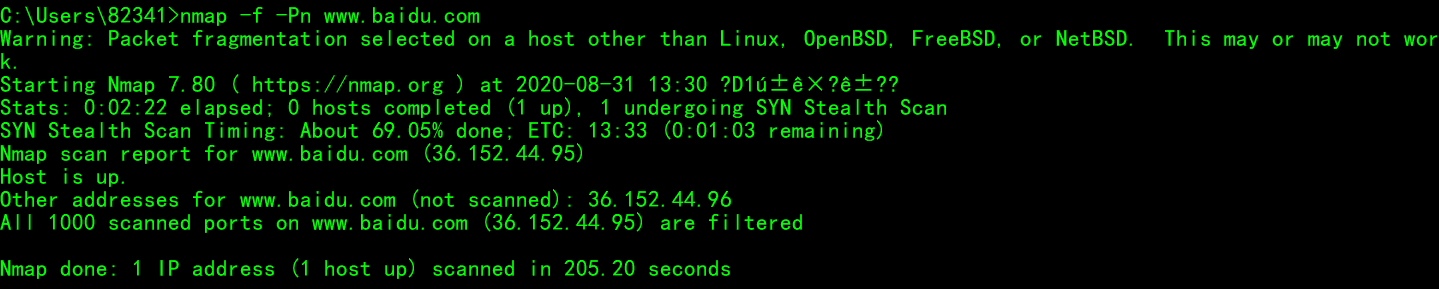 C:\Users\82341>nmap -f -Pn www.baidu.com
Warning: Packet fragmentation selected on a host other than Linux, OpenBSD, FreeBSD, or NetBSD.  This may or may not wor
k.
Starting Nmap 7.80 ( https://nmap.org ) at 2020-08-31 13:30 ?D1ú±ê×?ê±??
Stats: 0:02:22 elapsed; 0 hosts completed (1 up), 1 undergoing SYN Stealth Scan
SYN Stealth Scan Timing: About 69.05% done; ETC: 13:33 (0:01:03 remaining)
Nmap scan report for www.baidu.com (36.152.44.95)
Host is up.
Other addresses for www.baidu.com (not scanned): 36.152.44.96
All 1000 scanned ports on www.baidu.com (36.152.44.95) are filtered
Nmap done: 1 IP address (1 host up) scanned in 205.20 seconds